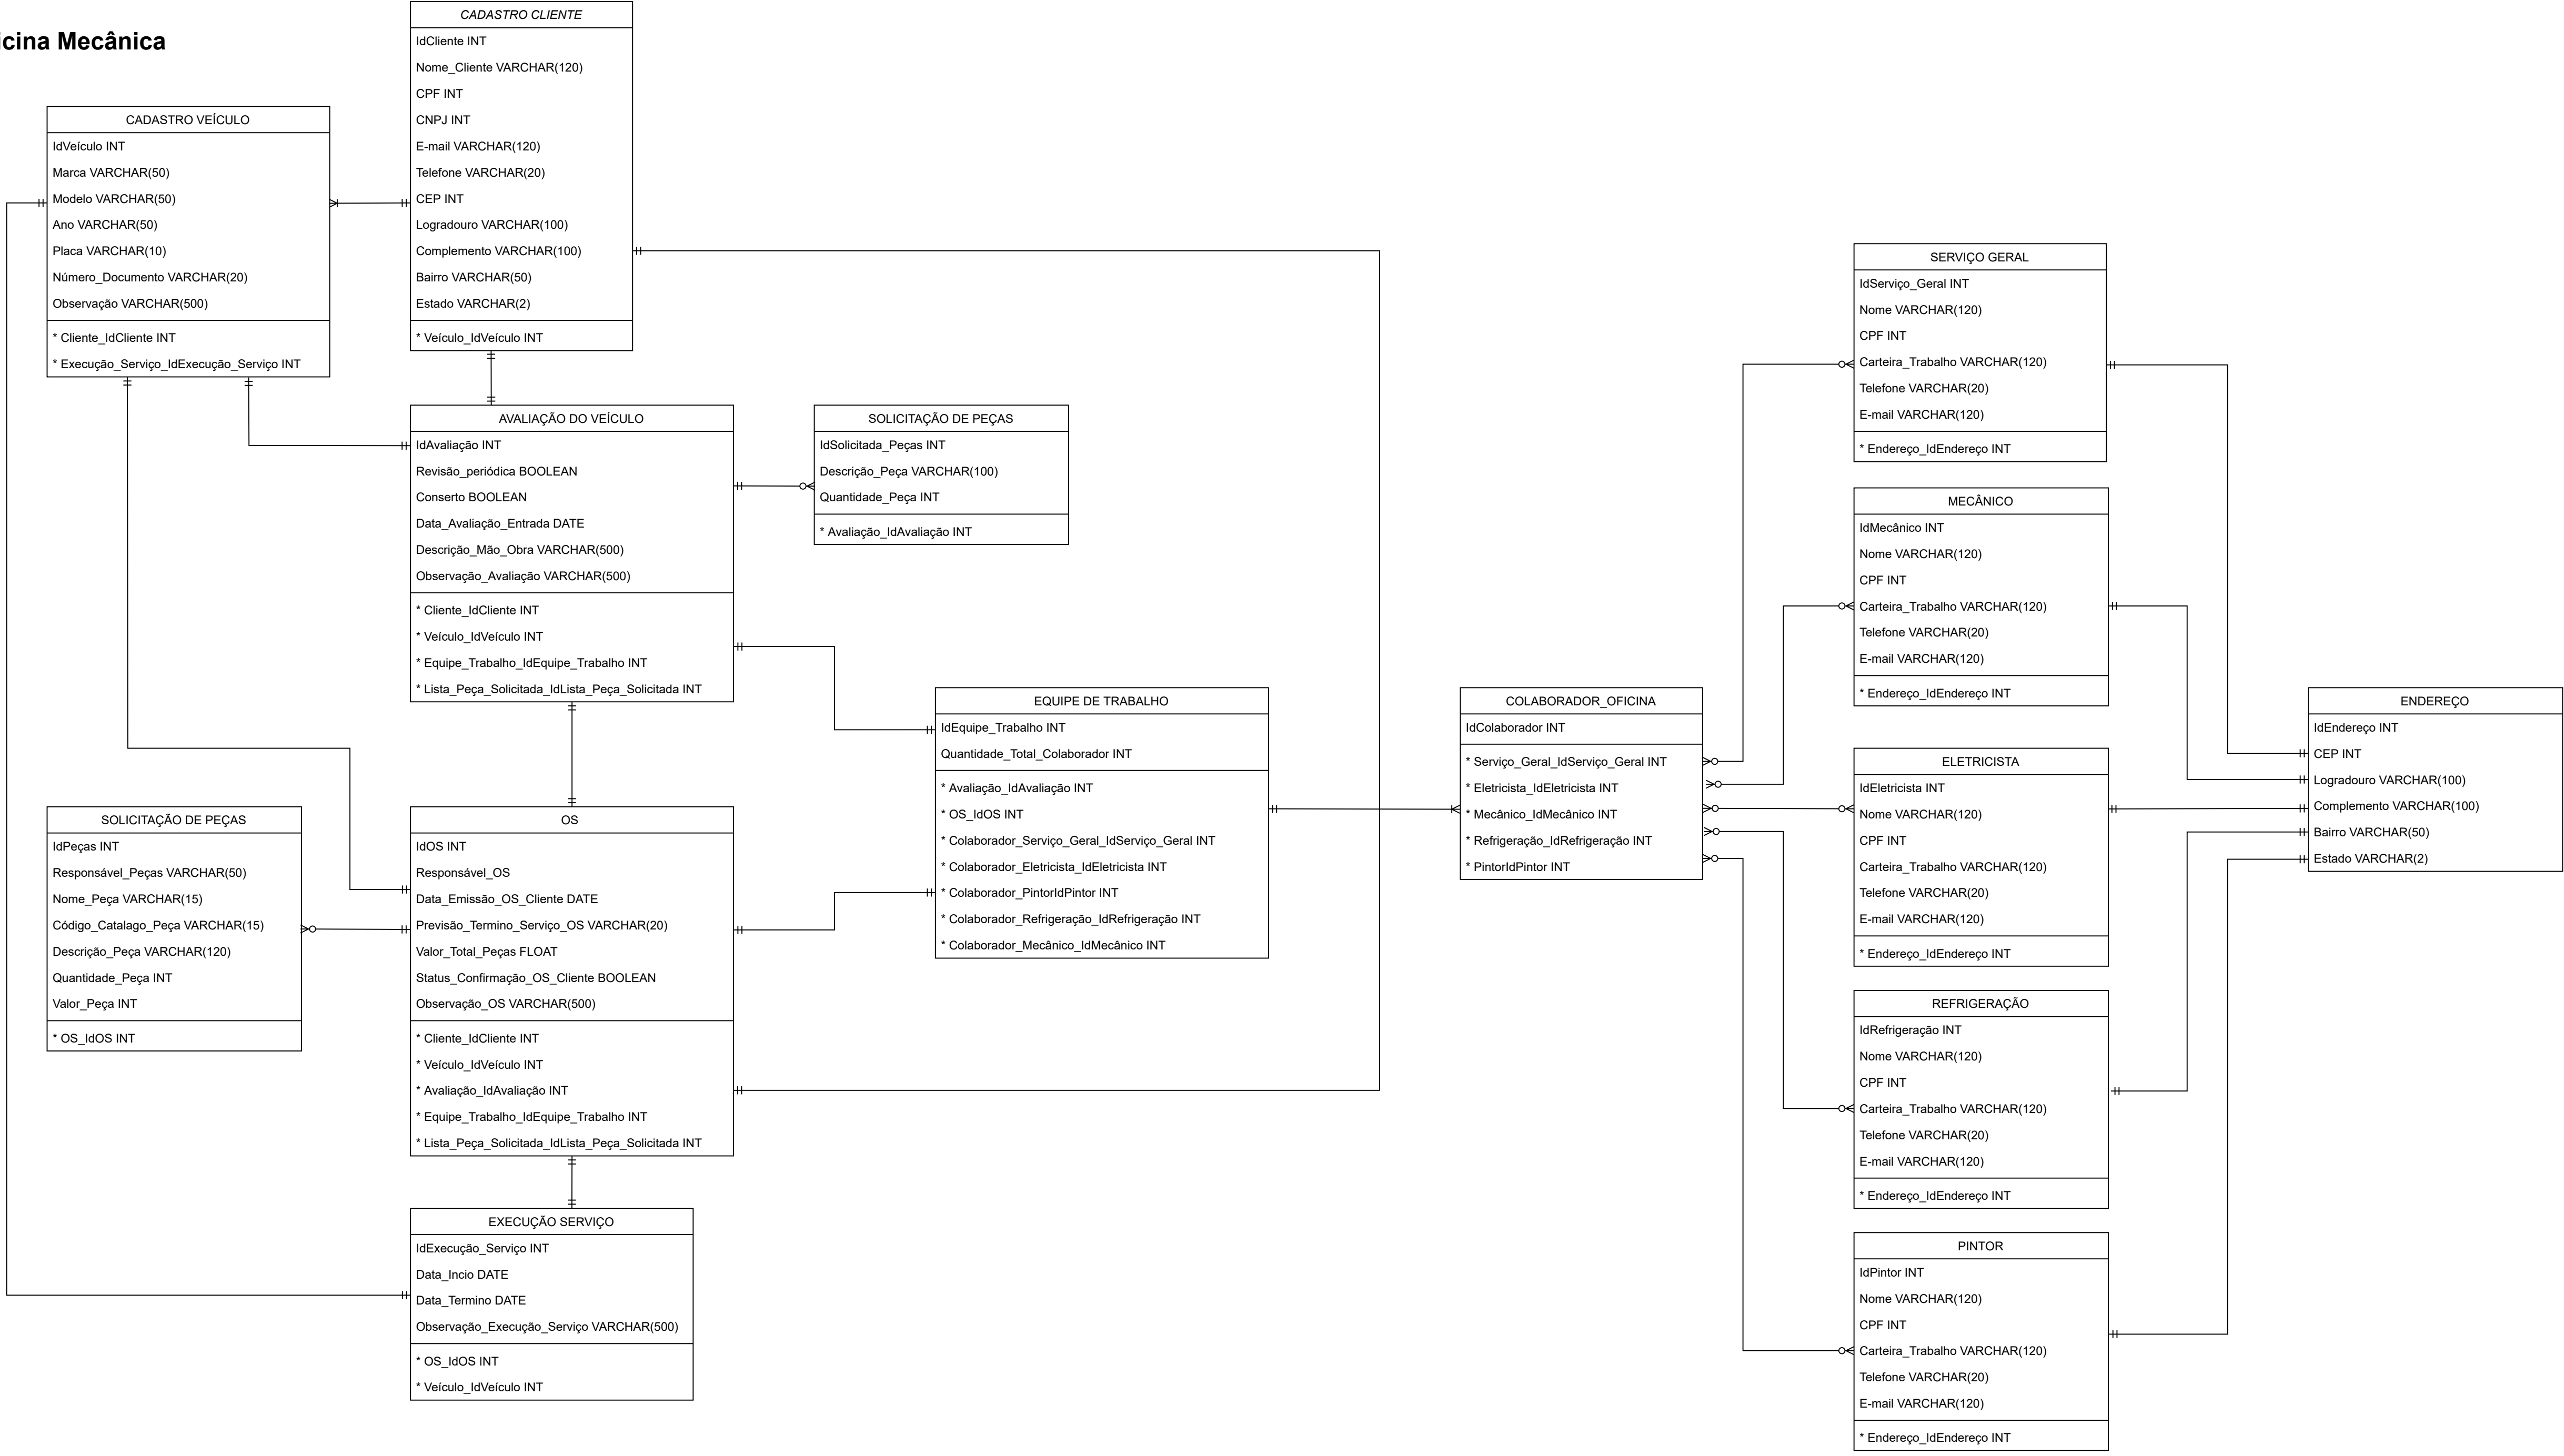 icina Mecânica
CADASTRO CLIENTE
IdCliente INT
Nome_Cliente VARCHAR(120)
CPF INT
CNPJ INT
E-mail VARCHAR(120)
Telefone VARCHAR(20)
CEP INT
Logradouro VARCHAR(100)
Complemento VARCHAR(100)
Bairro VARCHAR(50)
Estado VARCHAR(2)
* Veículo_IdVeículo INT
CADASTRO VEÍCULO
IdVeículo INT
Marca VARCHAR(50)
Modelo VARCHAR(50)
Ano VARCHAR(50)
Placa VARCHAR(10)
Número_Documento VARCHAR(20)
Observação VARCHAR(500)
* Cliente_IdCliente INT
* Execução_Serviço_IdExecução_Serviço INT
AVALIAÇÃO DO VEÍCULO
IdAvaliação INT
Revisão_periódica BOOLEAN
Conserto BOOLEAN
Data_Avaliação_Entrada DATE
Descrição_Mão_Obra VARCHAR(500)
Observação_Avaliação VARCHAR(500)
* Cliente_IdCliente INT
* Veículo_IdVeículo INT
* Equipe_Trabalho_IdEquipe_Trabalho INT
* Lista_Peça_Solicitada_IdLista_Peça_Solicitada INT
SOLICITAÇÃO DE PEÇAS
IdSolicitada_Peças INT
Descrição_Peça VARCHAR(100)
Quantidade_Peça INT
* Avaliação_IdAvaliação INT
SOLICITAÇÃO DE PEÇAS
IdPeças INT
Responsável_Peças VARCHAR(50)
Nome_Peça VARCHAR(15)
Código_Catalago_Peça VARCHAR(15)
Descrição_Peça VARCHAR(120)
Quantidade_Peça INT
Valor_Peça INT
* OS_IdOS INT
OS
IdOS INT
Responsável_OS
Data_Emissão_OS_Cliente DATE
Previsão_Termino_Serviço_OS VARCHAR(20)
Valor_Total_Peças FLOAT
Status_Confirmação_OS_Cliente BOOLEAN
Observação_OS VARCHAR(500)
* Cliente_IdCliente INT
* Veículo_IdVeículo INT
* Avaliação_IdAvaliação INT
* Equipe_Trabalho_IdEquipe_Trabalho INT
* Lista_Peça_Solicitada_IdLista_Peça_Solicitada INT
EXECUÇÃO SERVIÇO
IdExecução_Serviço INT
Data_Incio DATE
Data_Termino DATE
Observação_Execução_Serviço VARCHAR(500)
* OS_IdOS INT
* Veículo_IdVeículo INT
EQUIPE DE TRABALHO
IdEquipe_Trabalho INT
Quantidade_Total_Colaborador INT
* Avaliação_IdAvaliação INT
* OS_IdOS INT
* Colaborador_Serviço_Geral_IdServiço_Geral INT
* Colaborador_Eletricista_IdEletricista INT
* Colaborador_PintorIdPintor INT
* Colaborador_Refrigeração_IdRefrigeração INT
* Colaborador_Mecânico_IdMecânico INT
COLABORADOR_OFICINA
IdColaborador INT
* Serviço_Geral_IdServiço_Geral INT
* Eletricista_IdEletricista INT
* Mecânico_IdMecânico INT
* Refrigeração_IdRefrigeração INT
* PintorIdPintor INT
SERVIÇO GERAL
IdServiço_Geral INT
Nome VARCHAR(120)
CPF INT
Carteira_Trabalho VARCHAR(120)
Telefone VARCHAR(20)
E-mail VARCHAR(120)
* Endereço_IdEndereço INT
MECÂNICO
IdMecânico INT
Nome VARCHAR(120)
CPF INT
Carteira_Trabalho VARCHAR(120)
Telefone VARCHAR(20)
E-mail VARCHAR(120)
* Endereço_IdEndereço INT
ELETRICISTA
IdEletricista INT
Nome VARCHAR(120)
CPF INT
Carteira_Trabalho VARCHAR(120)
Telefone VARCHAR(20)
E-mail VARCHAR(120)
* Endereço_IdEndereço INT
REFRIGERAÇÃO
IdRefrigeração INT
Nome VARCHAR(120)
CPF INT
Carteira_Trabalho VARCHAR(120)
Telefone VARCHAR(20)
E-mail VARCHAR(120)
* Endereço_IdEndereço INT
PINTOR
IdPintor INT
Nome VARCHAR(120)
CPF INT
Carteira_Trabalho VARCHAR(120)
Telefone VARCHAR(20)
E-mail VARCHAR(120)
* Endereço_IdEndereço INT
ENDEREÇO
IdEndereço INT
CEP INT
Logradouro VARCHAR(100)
Complemento VARCHAR(100)
Bairro VARCHAR(50)
Estado VARCHAR(2)